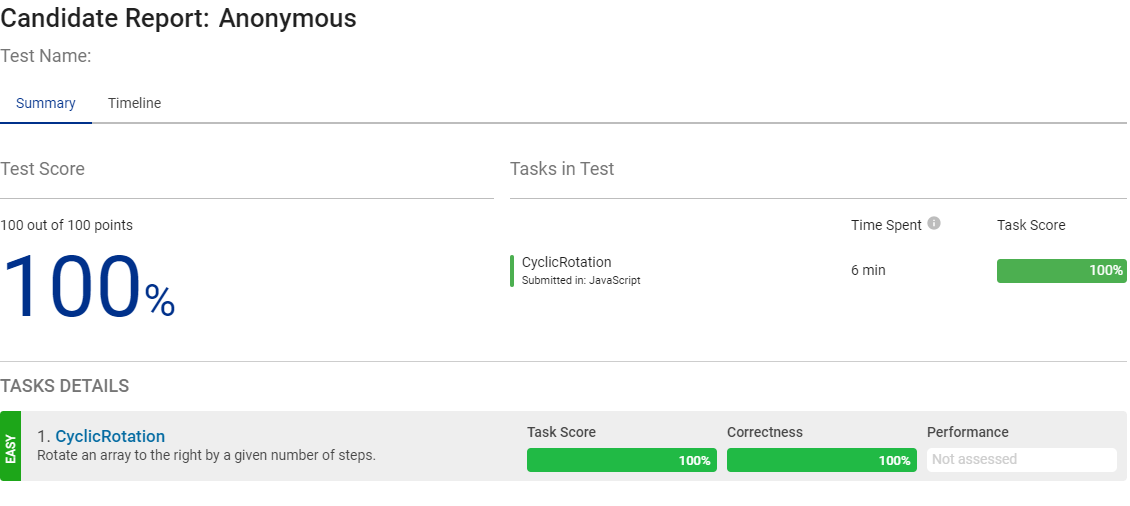 Candidate Report: Anonymous
Test Name:
Summary Timeline
Test Score
100 out of 100 points
100%
Tasks in Test
Time Spent Task Score
CyclicRotation
Submitted in: JavaScript
6 min
100%
TASKS DETAILS
EASY
1. CyclicRotation
Rotate an array to the right by a given number of steps.
Task Score
100%
Correctness
100%
Performance
Not assessed